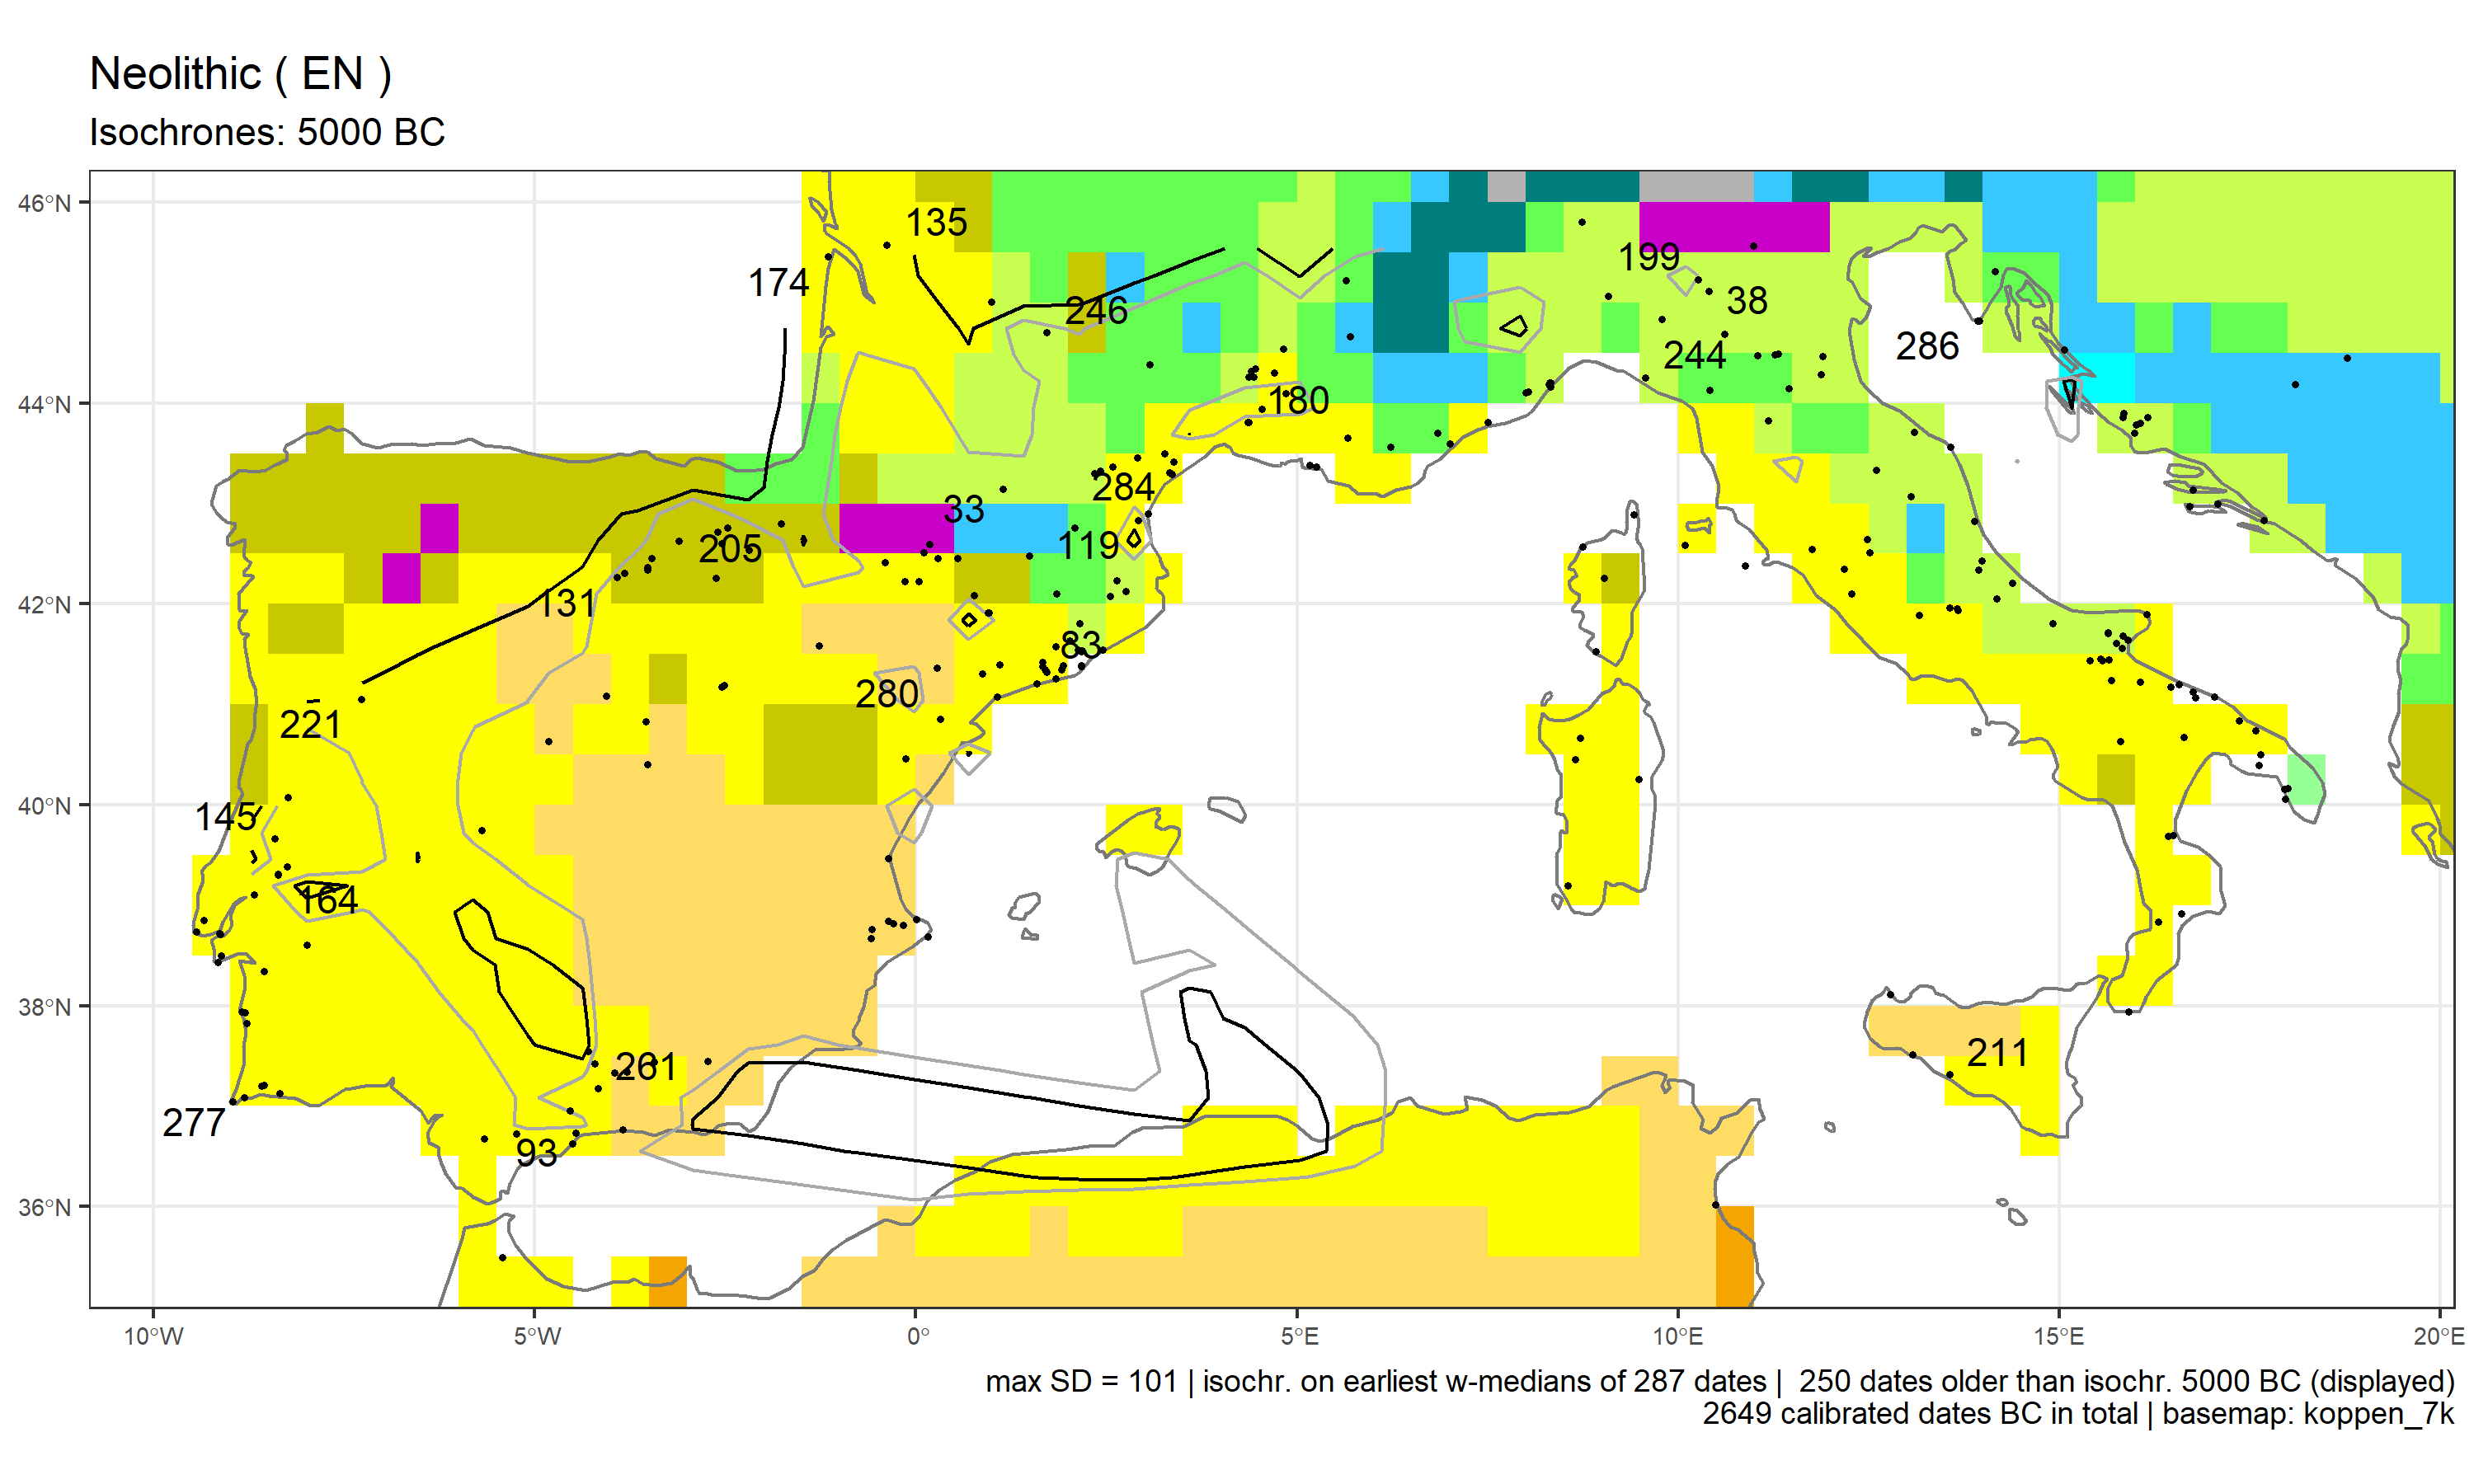 Neolithic ( EN )
Isochrones: 5000 BC
46°N
44°N
42°N
40°N
38°N
36°N
135
174
246
199
38
244
286
180
284
33
119
205
131
83
280
221
145
164
261
277
93
211
10°W
5°W
0°
5°E
10°E
15°E
20°E
max SD = 101 | isochr. on earliest w-medians of 287 dates |  250 dates older than isochr. 5000 BC (displayed)
2649 calibrated dates BC in total | basemap: koppen_7k